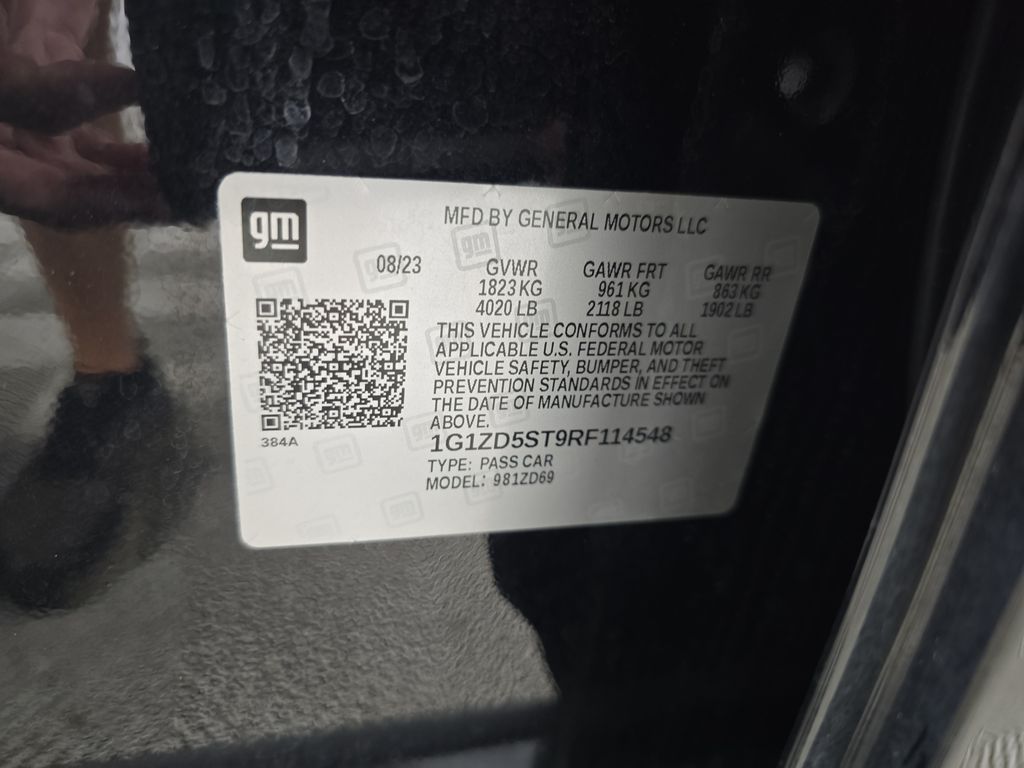 gm
MFD BY GENERAL MOTORS LLC
08/23 GVWR GAWR FRT GAWR RR
1823 KG 961 KG 863 KG
4020 LB 2118 LB 1902 LB
THIS VEHICLE CONFORMS TO ALL
APPLICABLE U.S. FEDERAL MOTOR
VEHICLE SAFETY, BUMPER, AND THEFT
PREVENTION STANDARDS IN EFFECT ON
THE DATE OF MANUFACTURE SHOWN
ABOVE.
384A
1G1ZD5ST9RF114548
TYPE: PASS CAR
MODEL: 981ZD69